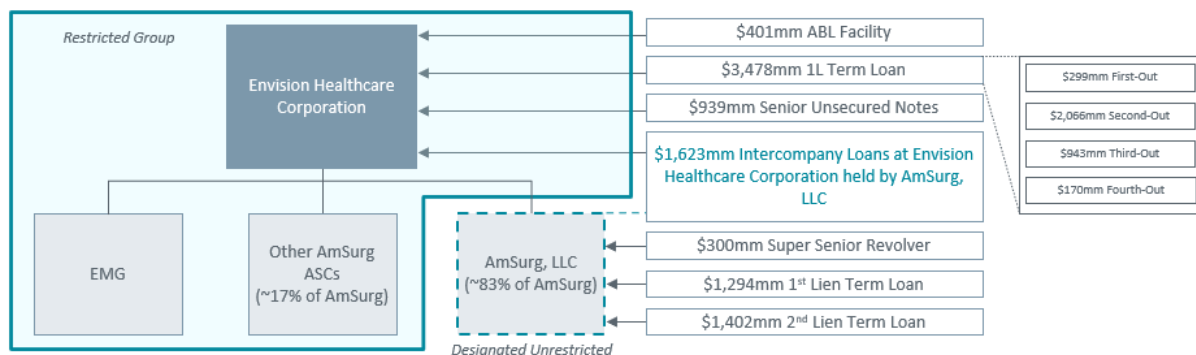 Restricted Group
Envision Healthcare
Corporation
$401mm ABL Facility
$3,478mm 1L Term Loan
$939mm Senior Unsecured Notes
$1,623mm Intercompany Loans at Envision
Healthcare Corporation held by AmSurg,
LLC
$299mm First-Out
$2,066mm Second-Out
$943mm Third-Out
$170mm Fourth-Out
EMG
Other AmSurg
ASCs
(~17% of AmSurg)
AmSurg, LLC
(~83% of AmSurg)
$300mm Super Senior Revolver
$1,294mm 1st Lien Term Loan
$1,402mm 2nd Lien Term Loan
Designated Unrestricted